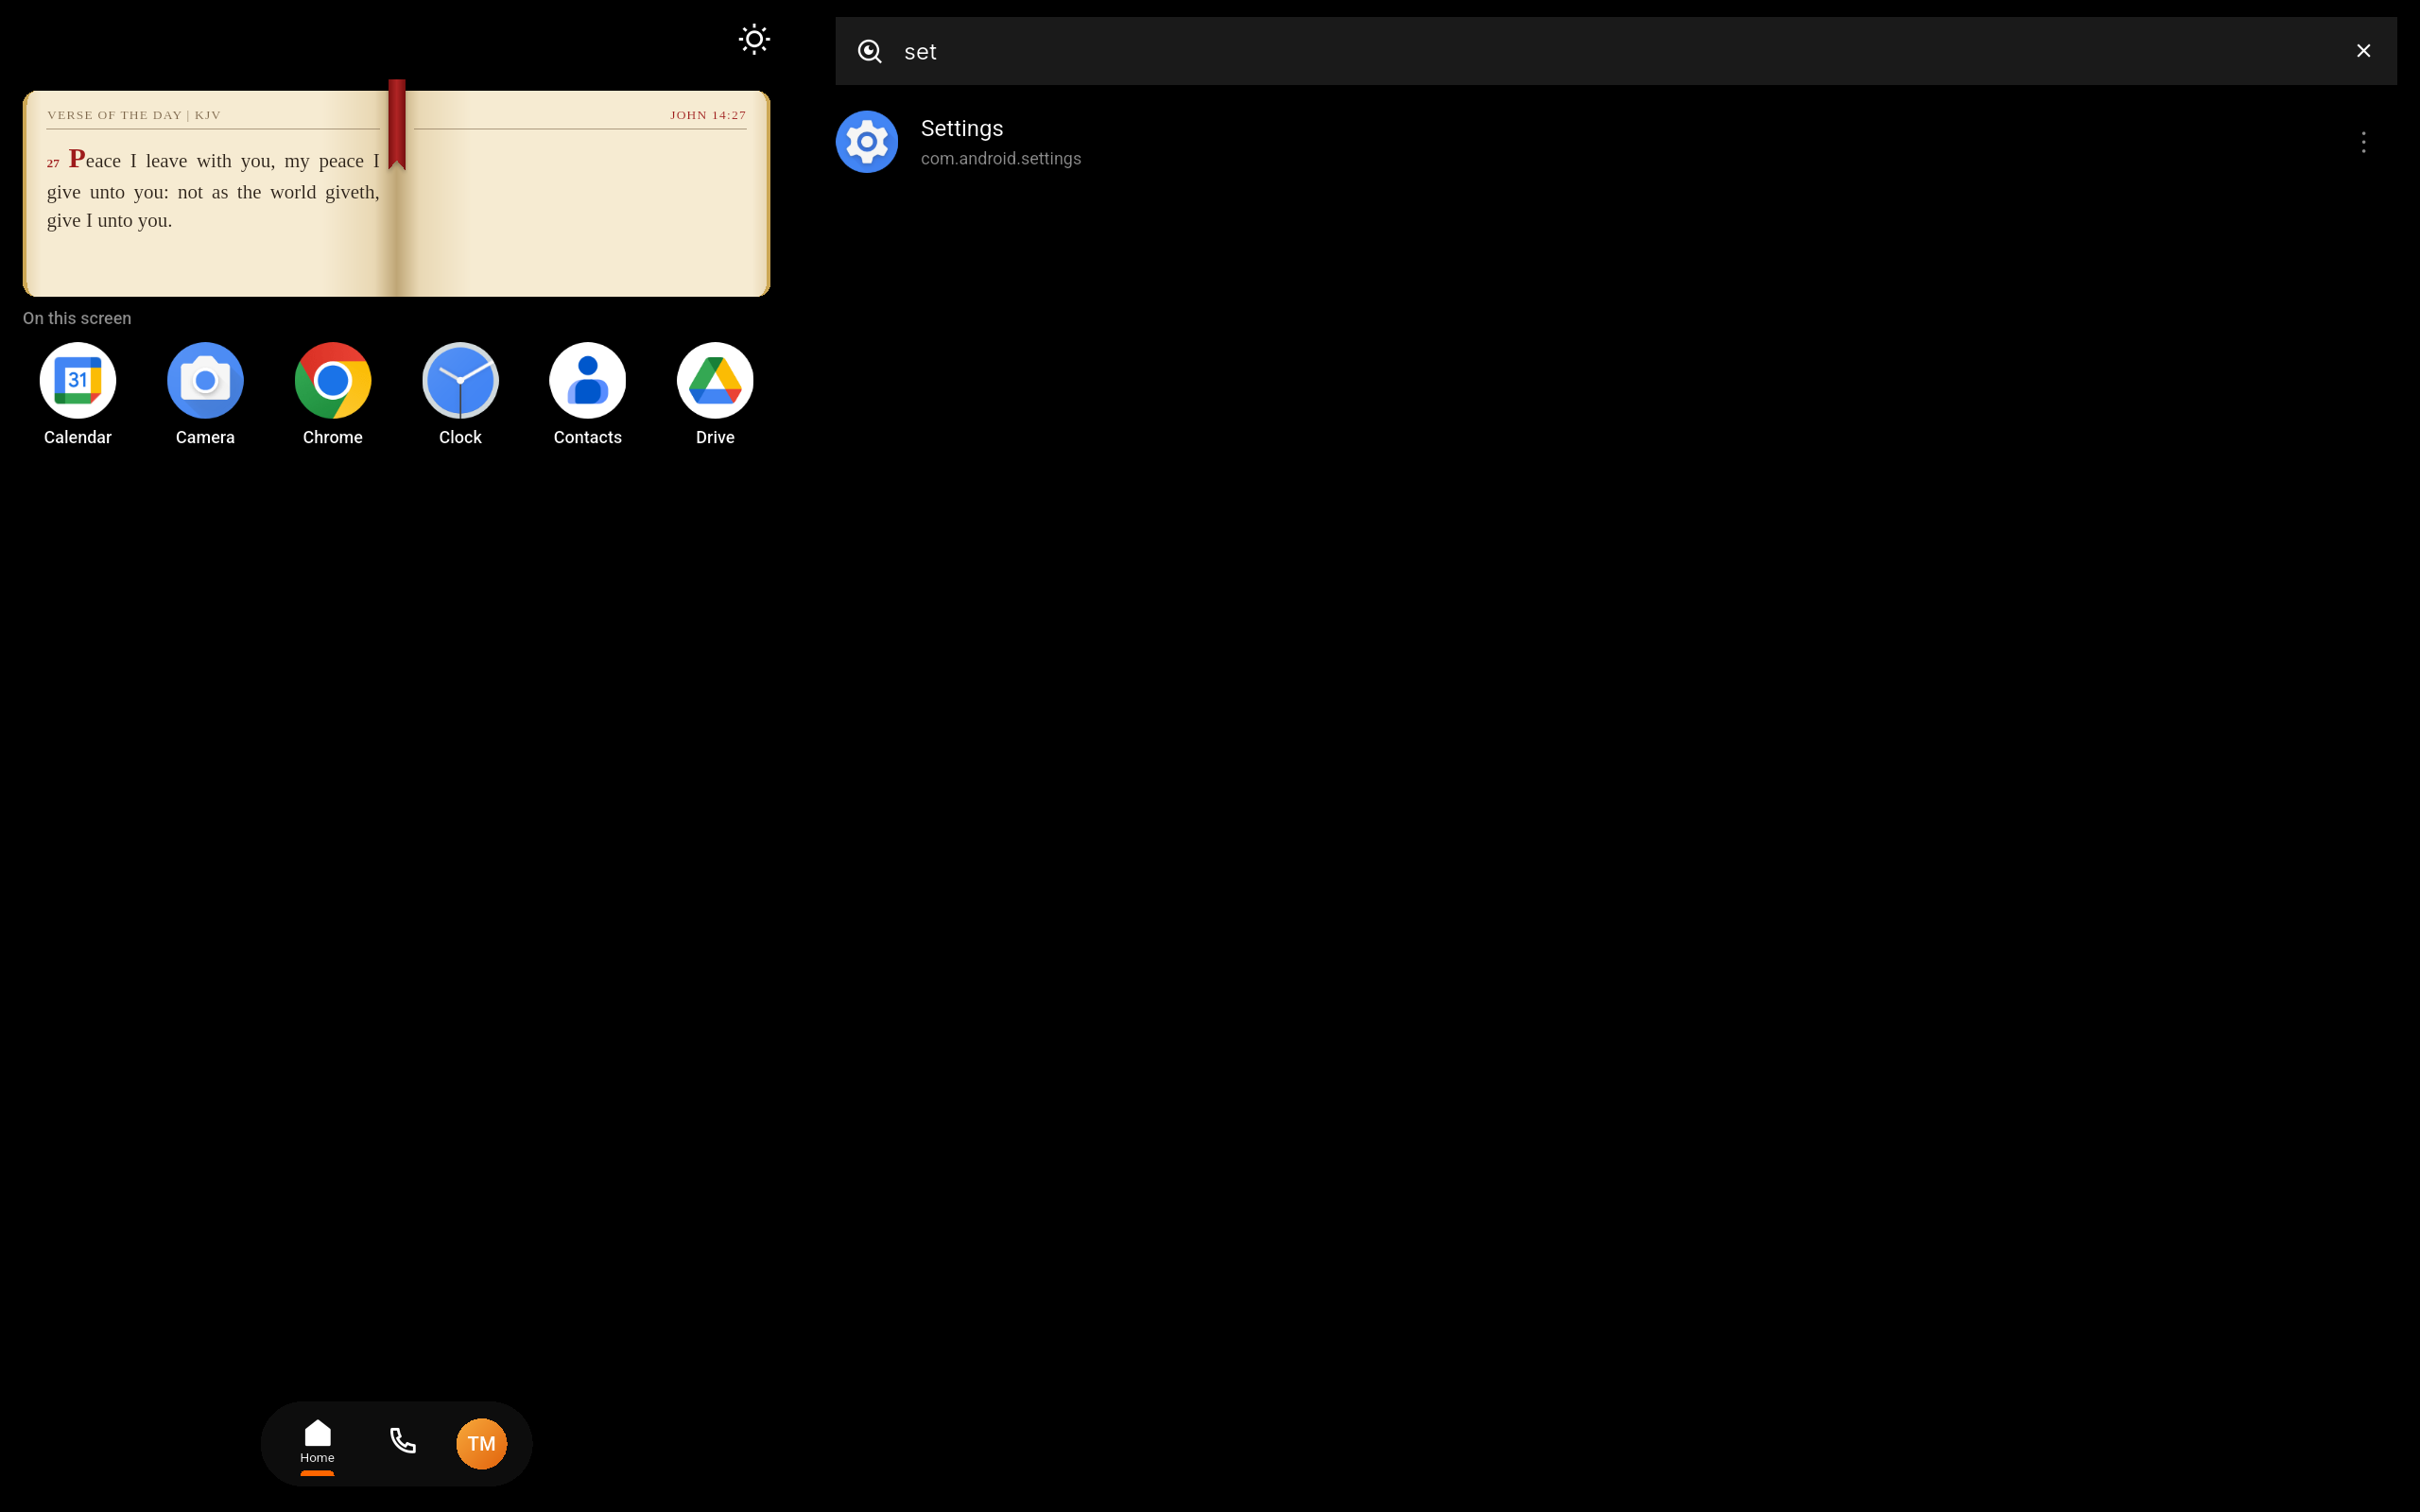 VERSE OF THE DAY | KJV
JOHN 14:27
27 Peace I leave with you, my peace I
give unto you: not as the world giveth,
give I unto you.
On this screen
31
Calendar
Camera
Chrome
Clock
Contacts
Drive
Home
TM
set
Settings
com.android.settings